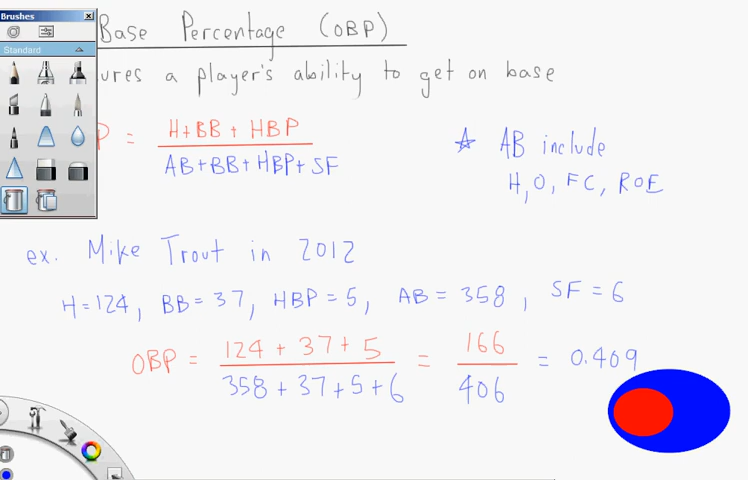 Brushes
Standard
Base Percentage (OBP)
ures a player's ability to get on base
P = H+BB+HBP
AB+BB+HBP+SF
☆ AB include
H, O, FC, ROE
ex. Mike Trout in 2012
H=124, BB=37, HBP=5, AB=358, SF=6
OBP = 124+37+5 = 166 = 0.409
358+37+5+6 406